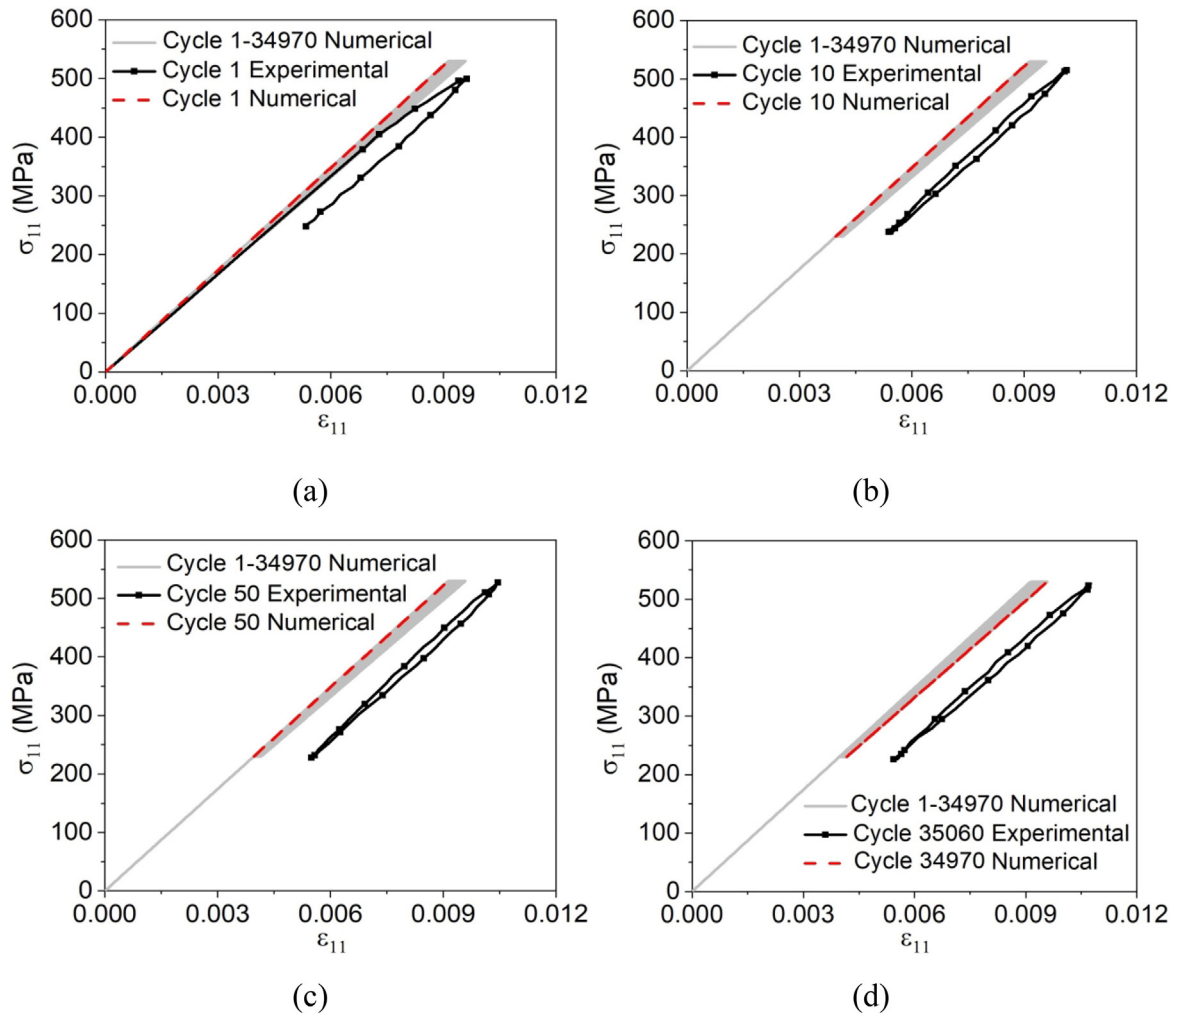 600
500
400
300
200
100
0
σ11 (MPa)
Cycle 1-34970 Numerical
Cycle 1 Experimental
Cycle 1 Numerical
0.000 0.003 0.006 0.009 0.012
ε11
(a)
600
500
400
300
200
100
0
σ11 (MPa)
Cycle 1-34970 Numerical
Cycle 10 Experimental
Cycle 10 Numerical
0.000 0.003 0.006 0.009 0.012
ε11
(b)
600
500
400
300
200
100
0
σ11 (MPa)
Cycle 1-34970 Numerical
Cycle 50 Experimental
Cycle 50 Numerical
0.000 0.003 0.006 0.009 0.012
ε11
(c)
600
500
400
300
200
100
0
σ11 (MPa)
Cycle 1-34970 Numerical
Cycle 35060 Experimental
Cycle 34970 Numerical
0.000 0.003 0.006 0.009 0.012
ε11
(d)